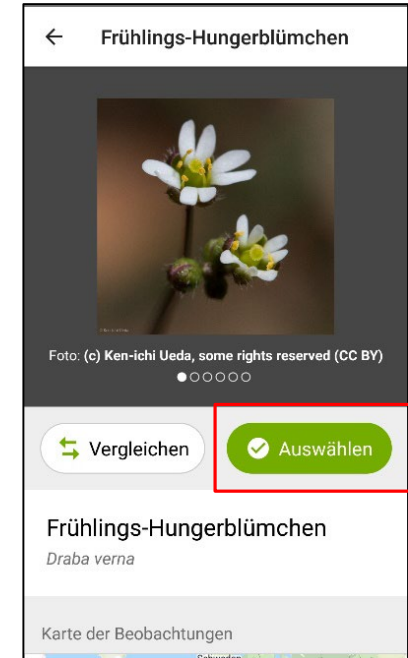 Frühlings-Hungerblümchen
Foto: (c) Ken-ichi Ueda, some rights reserved (CC BY)
Vergleichen
Auswählen
Frühlings-Hungerblümchen
Draba verna
Karte der Beobachtungen